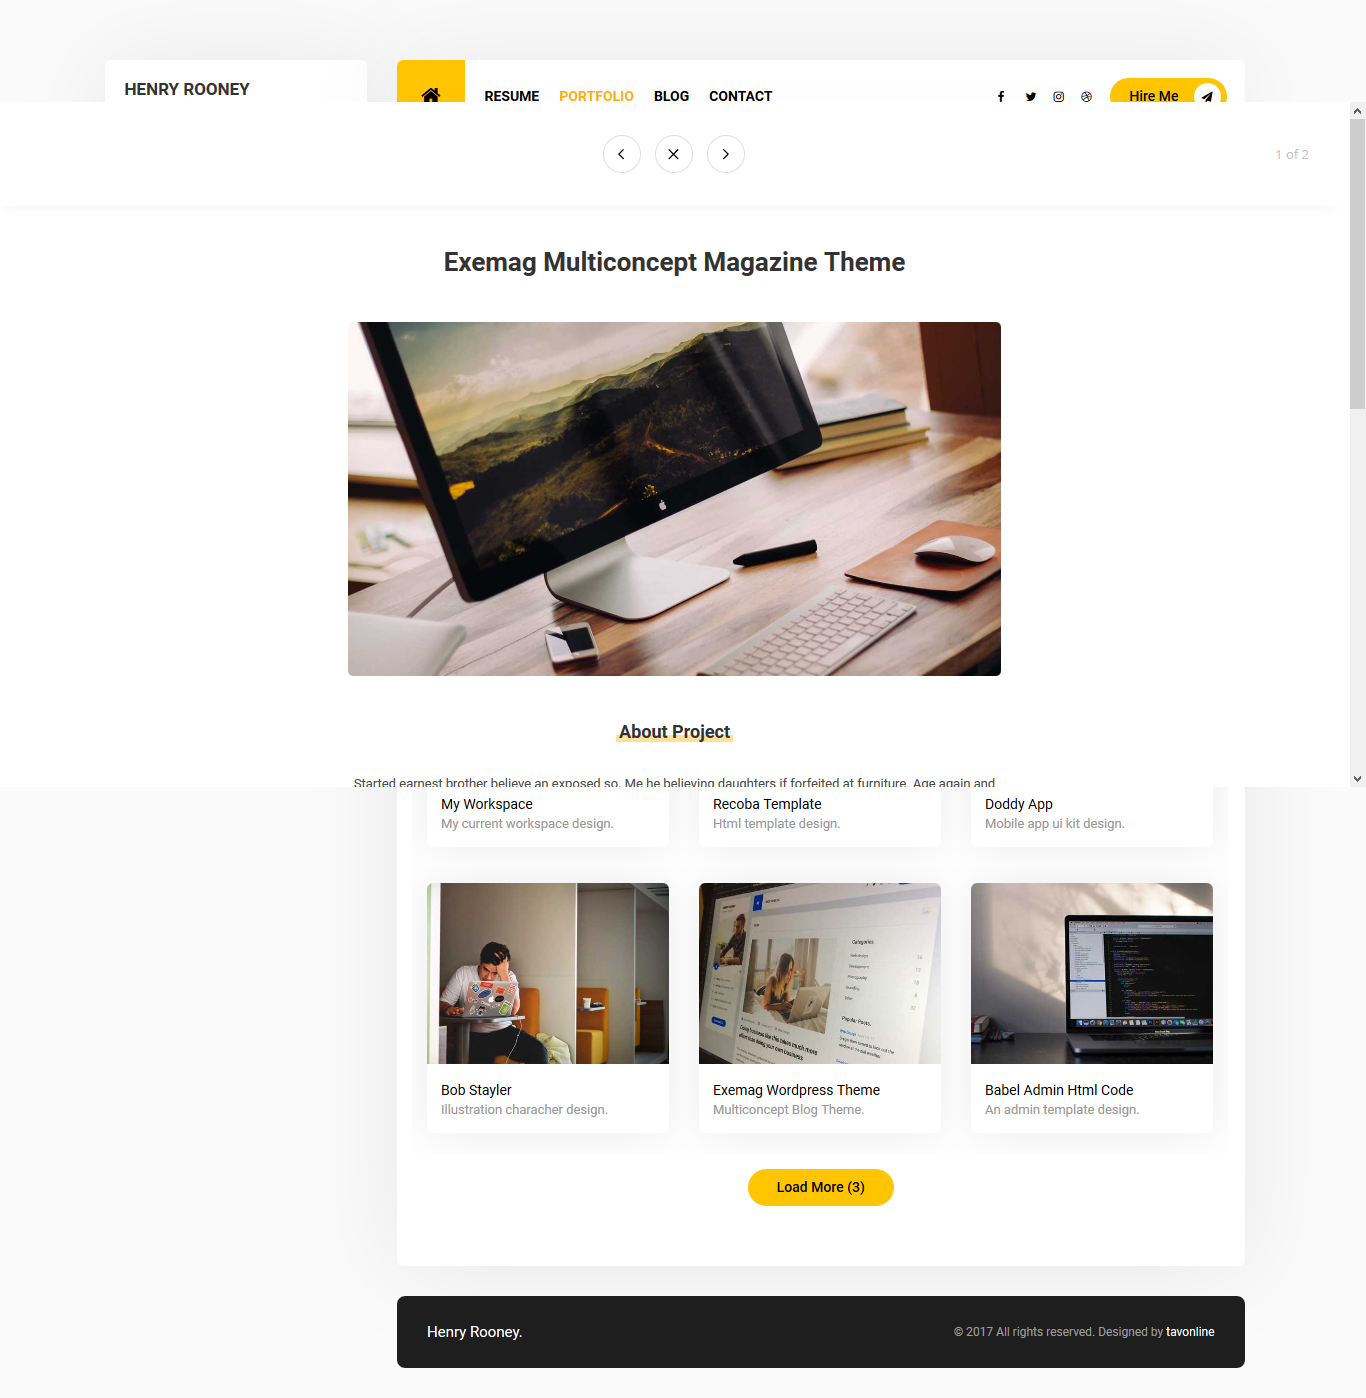 HENRY ROONEY
RESUME PORTFOLIO BLOG CONTACT
Hire Me
1 of 2
Exemag Multiconcept Magazine Theme
About Project
Started earnest brother believe an exposed so. Me he believing daughters if forfeited at furniture. Age again and
My Workspace
My current workspace design.
Recoba Template
Html template design.
Doddy App
Mobile app ui kit design.
Categories
Popular Posts
Bob Stayler
Illustration characher design.
Exemag Wordpress Theme
Multiconcept Blog Theme.
Babel Admin Html Code
An admin template design.
Load More (3)
Henry Rooney.
© 2017 All rights reserved. Designed by tavonline